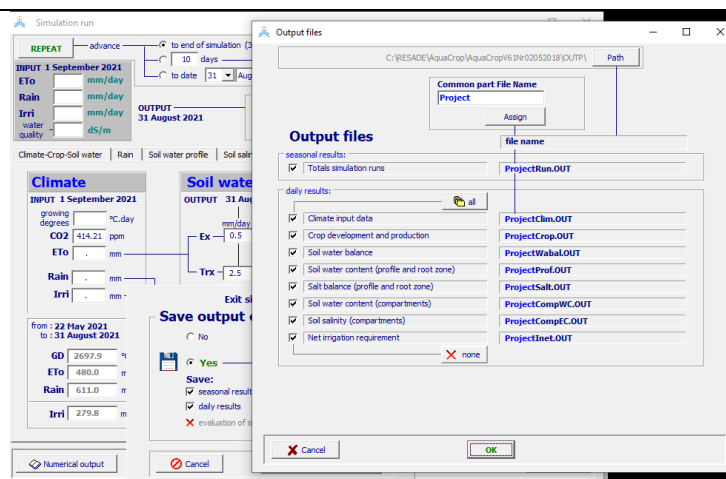 Simulation run
REPEAT
advance
to end of simulation (3
10 days
to date 31 Aug
INPUT 1 September 2021
ETo mm/day
Rain mm/day
Irri mm/day
water quality dS/m
OUTPUT
31 August 2021
Climate-Crop-Soil water
Rain
Soil water profile
Soil salin
Climate
INPUT 1 September 2021
growing degrees °C.day
CO2 414.21 ppm
ETo . mm
Rain . mm
Irri . mm
from : 22 May 2021
to : 31 August 2021
GD 2697.9
ETo 480.0
Rain 611.0
Irri 279.8 m
Numerical output
Soil wate
OUTPUT 31 Aug
mm/day
Ex 0.5
Trx 2.5
Exit si
Save output
No
Yes
Save:
seasonal result
daily results
evaluation of s
Cancel
Output files
C:\RESADE\AquaCrop\AquaCropV61Nr02052018\OUTP\
Path
Common part File Name
Project
Assign
Output files
file name
seasonal results:
Totals simulation runs ProjectRun.OUT
daily results:
all
Climate input data ProjectClim.OUT
Crop development and production ProjectCrop.OUT
Soil water balance ProjectWabal.OUT
Soil water content (profile and root zone) ProjectProf.OUT
Salt balance (profile and root zone) ProjectSalt.OUT
Soil water content (compartments) ProjectCompWC.OUT
Soil salinity (compartments) ProjectCompEC.OUT
Net irrigation requirement ProjectInet.OUT
none
Cancel
OK